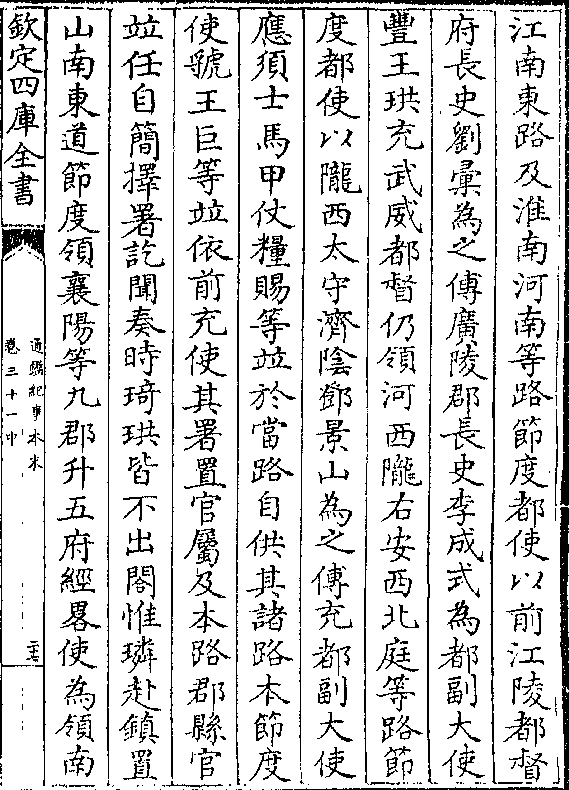 江南東路及淮南河南等路節度都使以前江陵都督
府長史劉彙為之傅廣陵郡長史李成式為都副大使
豐王珙充武威都督仍領河西隴右安西北庭等路節
度都使以隴西太守濟陰鄧景山為之傅充都副大使
應須士馬甲仗糧賜等竝於當路自供其諸路本節度
使虢王巨等竝依前充使其署置官屬及本路郡縣官
竝任自簡擇署訖聞奏時琦珙皆不出閤惟璘赴鎮置
山南東道節度領襄陽等九郡升五府經畧使為領南
欽定四庫全書
通鑑紀事本末
卷三十一中